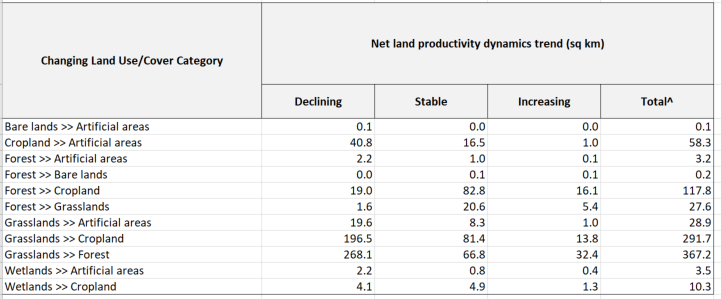 Changing Land Use/Cover Category
Net land productivity dynamics trend (sq km)
Declining Stable Increasing Total^
Bare lands >> Artificial areas 0.1 0.0 0.0 0.1
Cropland >> Artificial areas 40.8 16.5 1.0 58.3
Forest >> Artificial areas 2.2 1.0 0.1 3.2
Forest >> Bare lands 0.0 0.1 0.1 0.2
Forest >> Cropland 19.0 82.8 16.1 117.8
Forest >> Grasslands 1.6 20.6 5.4 27.6
Grasslands >> Artificial areas 19.6 8.3 1.0 28.9
Grasslands >> Cropland 196.5 81.4 13.8 291.7
Grasslands >> Forest 268.1 66.8 32.4 367.2
Wetlands >> Artificial areas 2.2 0.8 0.4 3.5
Wetlands >> Cropland 4.1 4.9 1.3 10.3